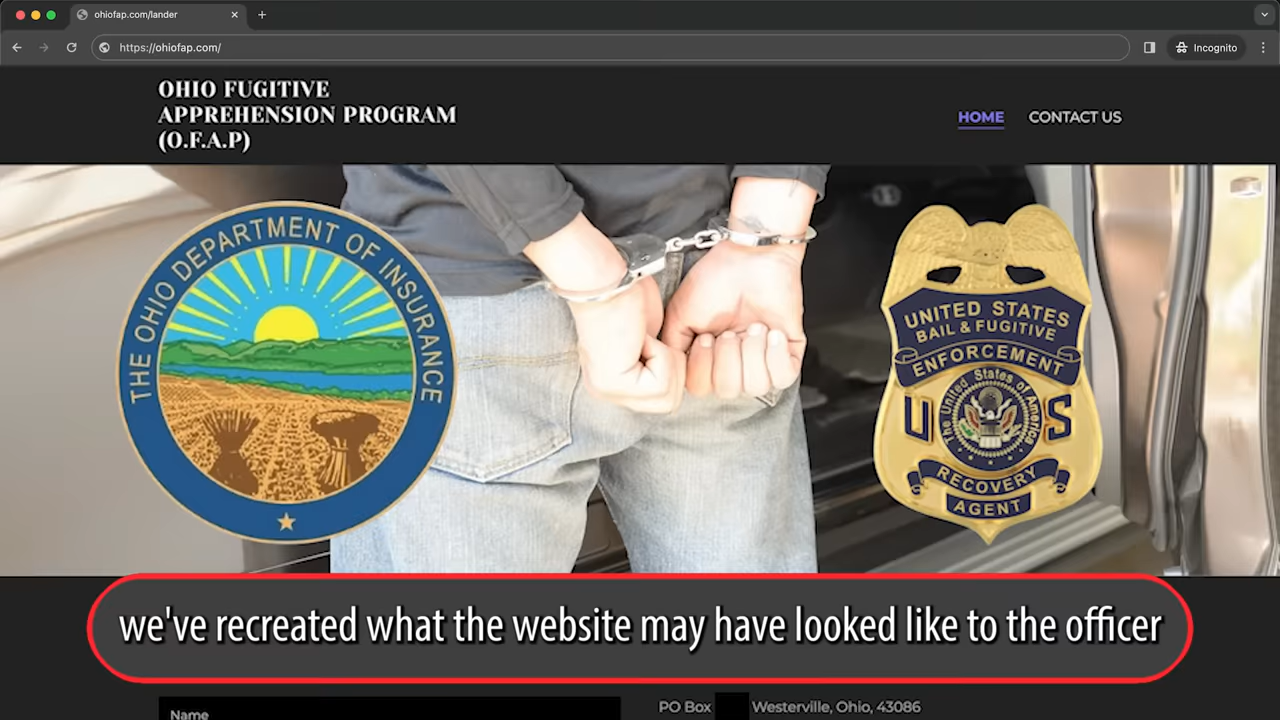 ohiofap.com/lander
https://ohiofap.com/
Incognito
OHIO FUGITIVE
APPREHENSION PROGRAM
(O.F.A.P)
HOME
CONTACT US
THE OHIO DEPARTMENT OF INSURANCE
UNITED STATES
BAIL & FUGITIVE
ENFORCEMENT
The United States of America
U S
RECOVERY
AGENT
we've recreated what the website may have looked like to the officer
Name
PO Box Westerville, Ohio, 43086